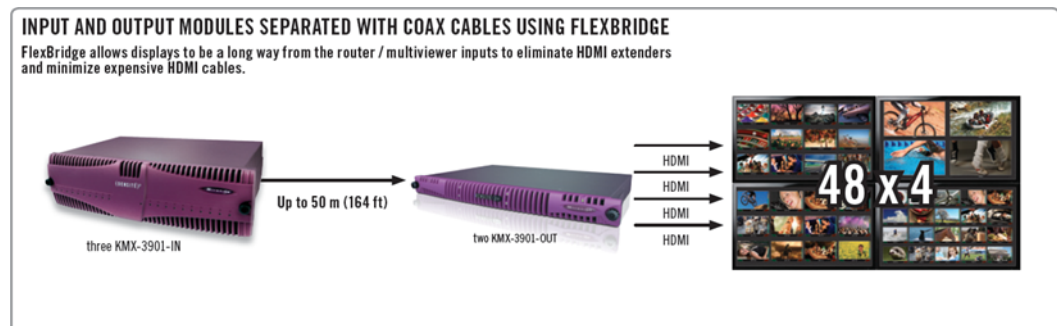 INPUT AND OUTPUT MODULES SEPARATED WITH COAX CABLES USING FLEXBRIDGE
FlexBridge allows displays to be a long way from the router / multiviewer inputs to eliminate HDMI extenders
and minimize expensive HDMI cables.
HDMI
HDMI
HDMI
HDMI
Up to 50 m (164 ft)
48 x 4
three KMX-3901-IN
two KMX-3901-OUT